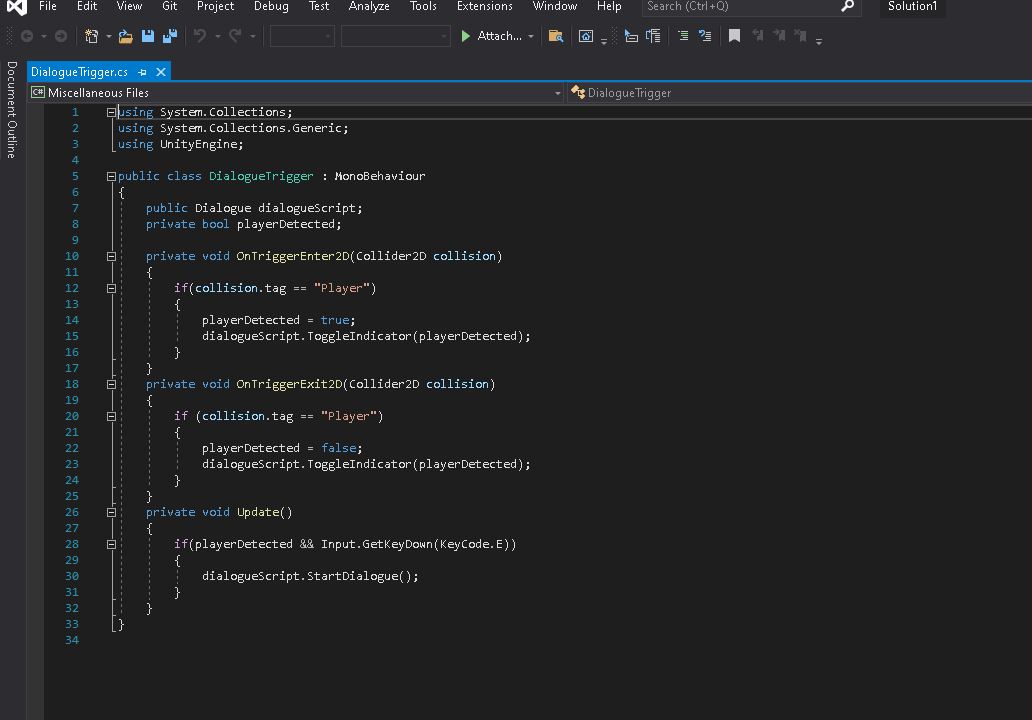 File Edit View Git Project Debug Test Analyze Tools Extensions Window Help Search (Ctrl+Q) Solution1
Attach...
Document Outline
DialogueTrigger.cs
C# Miscellaneous Files DialogueTrigger
1 using System.Collections;
2 using System.Collections.Generic;
3 using UnityEngine;
4
5 public class DialogueTrigger : MonoBehaviour
6 {
7 public Dialogue dialogueScript;
8 private bool playerDetected;
9
10 private void OnTriggerEnter2D(Collider2D collision)
11 {
12 if(collision.tag == "Player")
13 {
14 playerDetected = true;
15 dialogueScript.ToggleIndicator(playerDetected);
16 }
17 }
18 private void OnTriggerExit2D(Collider2D collision)
19 {
20 if (collision.tag == "Player")
21 {
22 playerDetected = false;
23 dialogueScript.ToggleIndicator(playerDetected);
24 }
25 }
26 private void Update()
27 {
28 if(playerDetected && Input.GetKeyDown(KeyCode.E))
29 {
30 dialogueScript.StartDialogue();
31 }
32 }
33 }
34